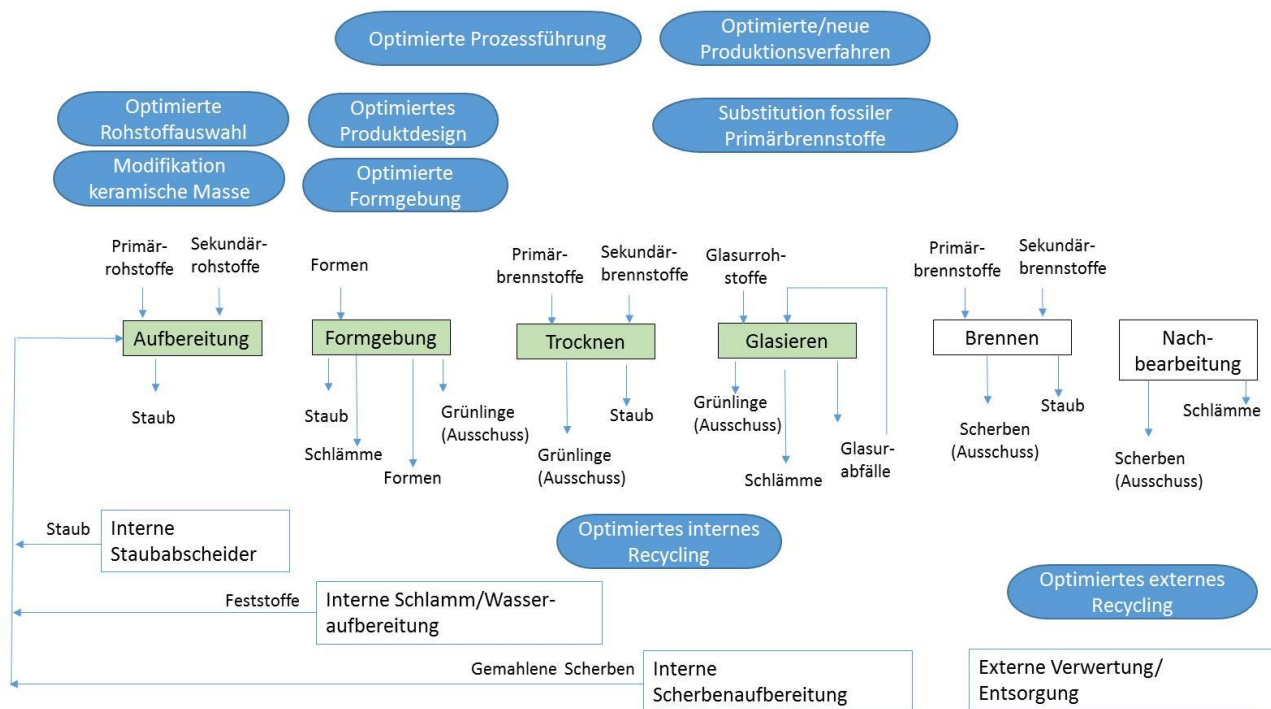 Optimierte Prozessführung
Optimierte/neue
Produktionsverfahren
Optimierte
Rohstoffauswahl
Optimiertes
Produktdesign
Substitution fossiler
Primärbrennstoffe
Modifikation
keramische Masse
Optimierte
Formgebung
Primär-
rohstoffe
Sekundär-
rohstoffe
Formen
Primär-
brennstoffe
Sekundär-
brennstoffe
Glasurroh-
stoffe
Primär-
brennstoffe
Sekundär-
brennstoffe
Aufbereitung
Formgebung
Trocknen
Glasieren
Brennen
Nach-
bearbeitung
Staub
Staub
Schlämme
Formen
Grünlinge
(Ausschuss)
Grünlinge
(Ausschuss)
Staub
Grünlinge
(Ausschuss)
Schlämme
Glasur-
abfälle
Scherben
(Ausschuss)
Staub
Scherben
(Ausschuss)
Schlämme
Staub
Interne
Staubabscheider
Optimiertes internes
Recycling
Optimiertes externes
Recycling
Feststoffe
Interne Schlamm/Wasser-
aufbereitung
Gemahlene Scherben
Interne
Scherbenaufbereitung
Externe Verwertung/
Entsorgung